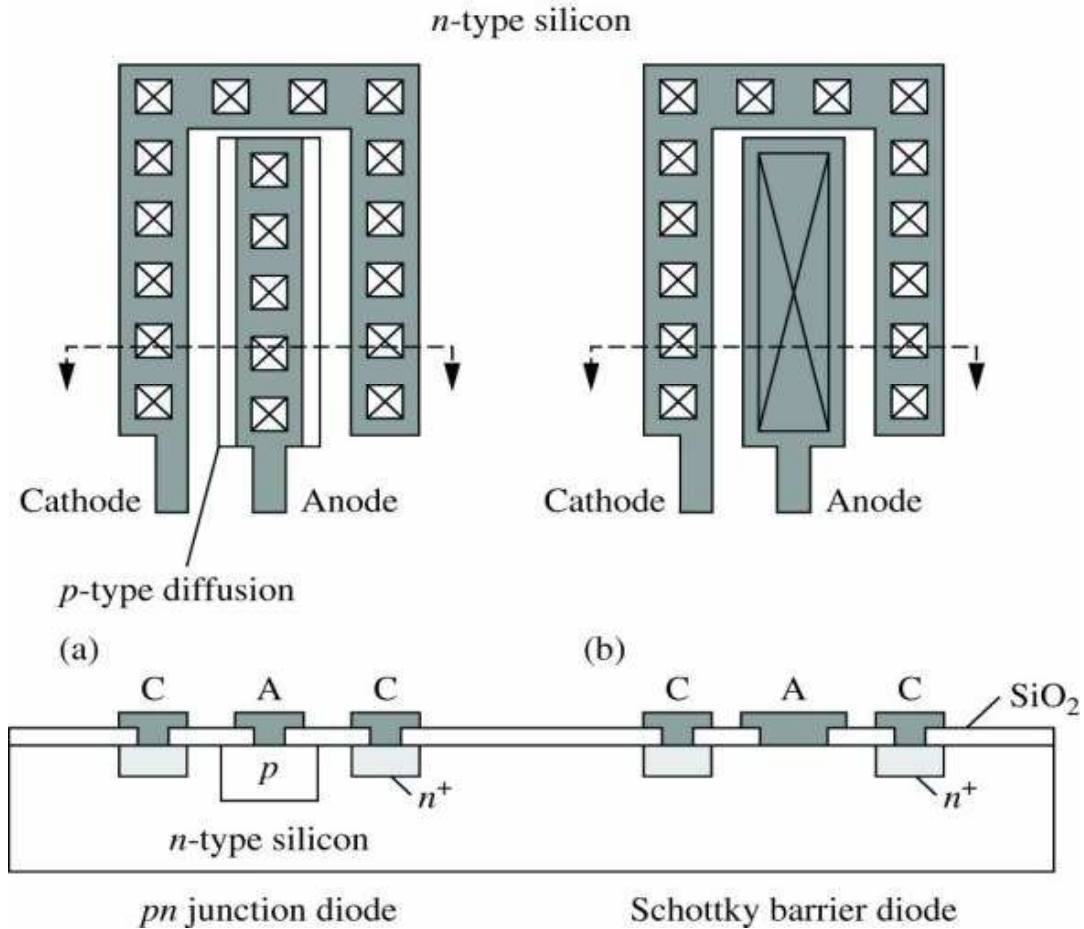 n-type silicon
Cathode
Anode
Cathode
Anode
p-type diffusion
(a)
(b)
C
A
C
C
A
C
SiO₂
p
n⁺
n⁺
n-type silicon
pn junction diode
Schottky barrier diode